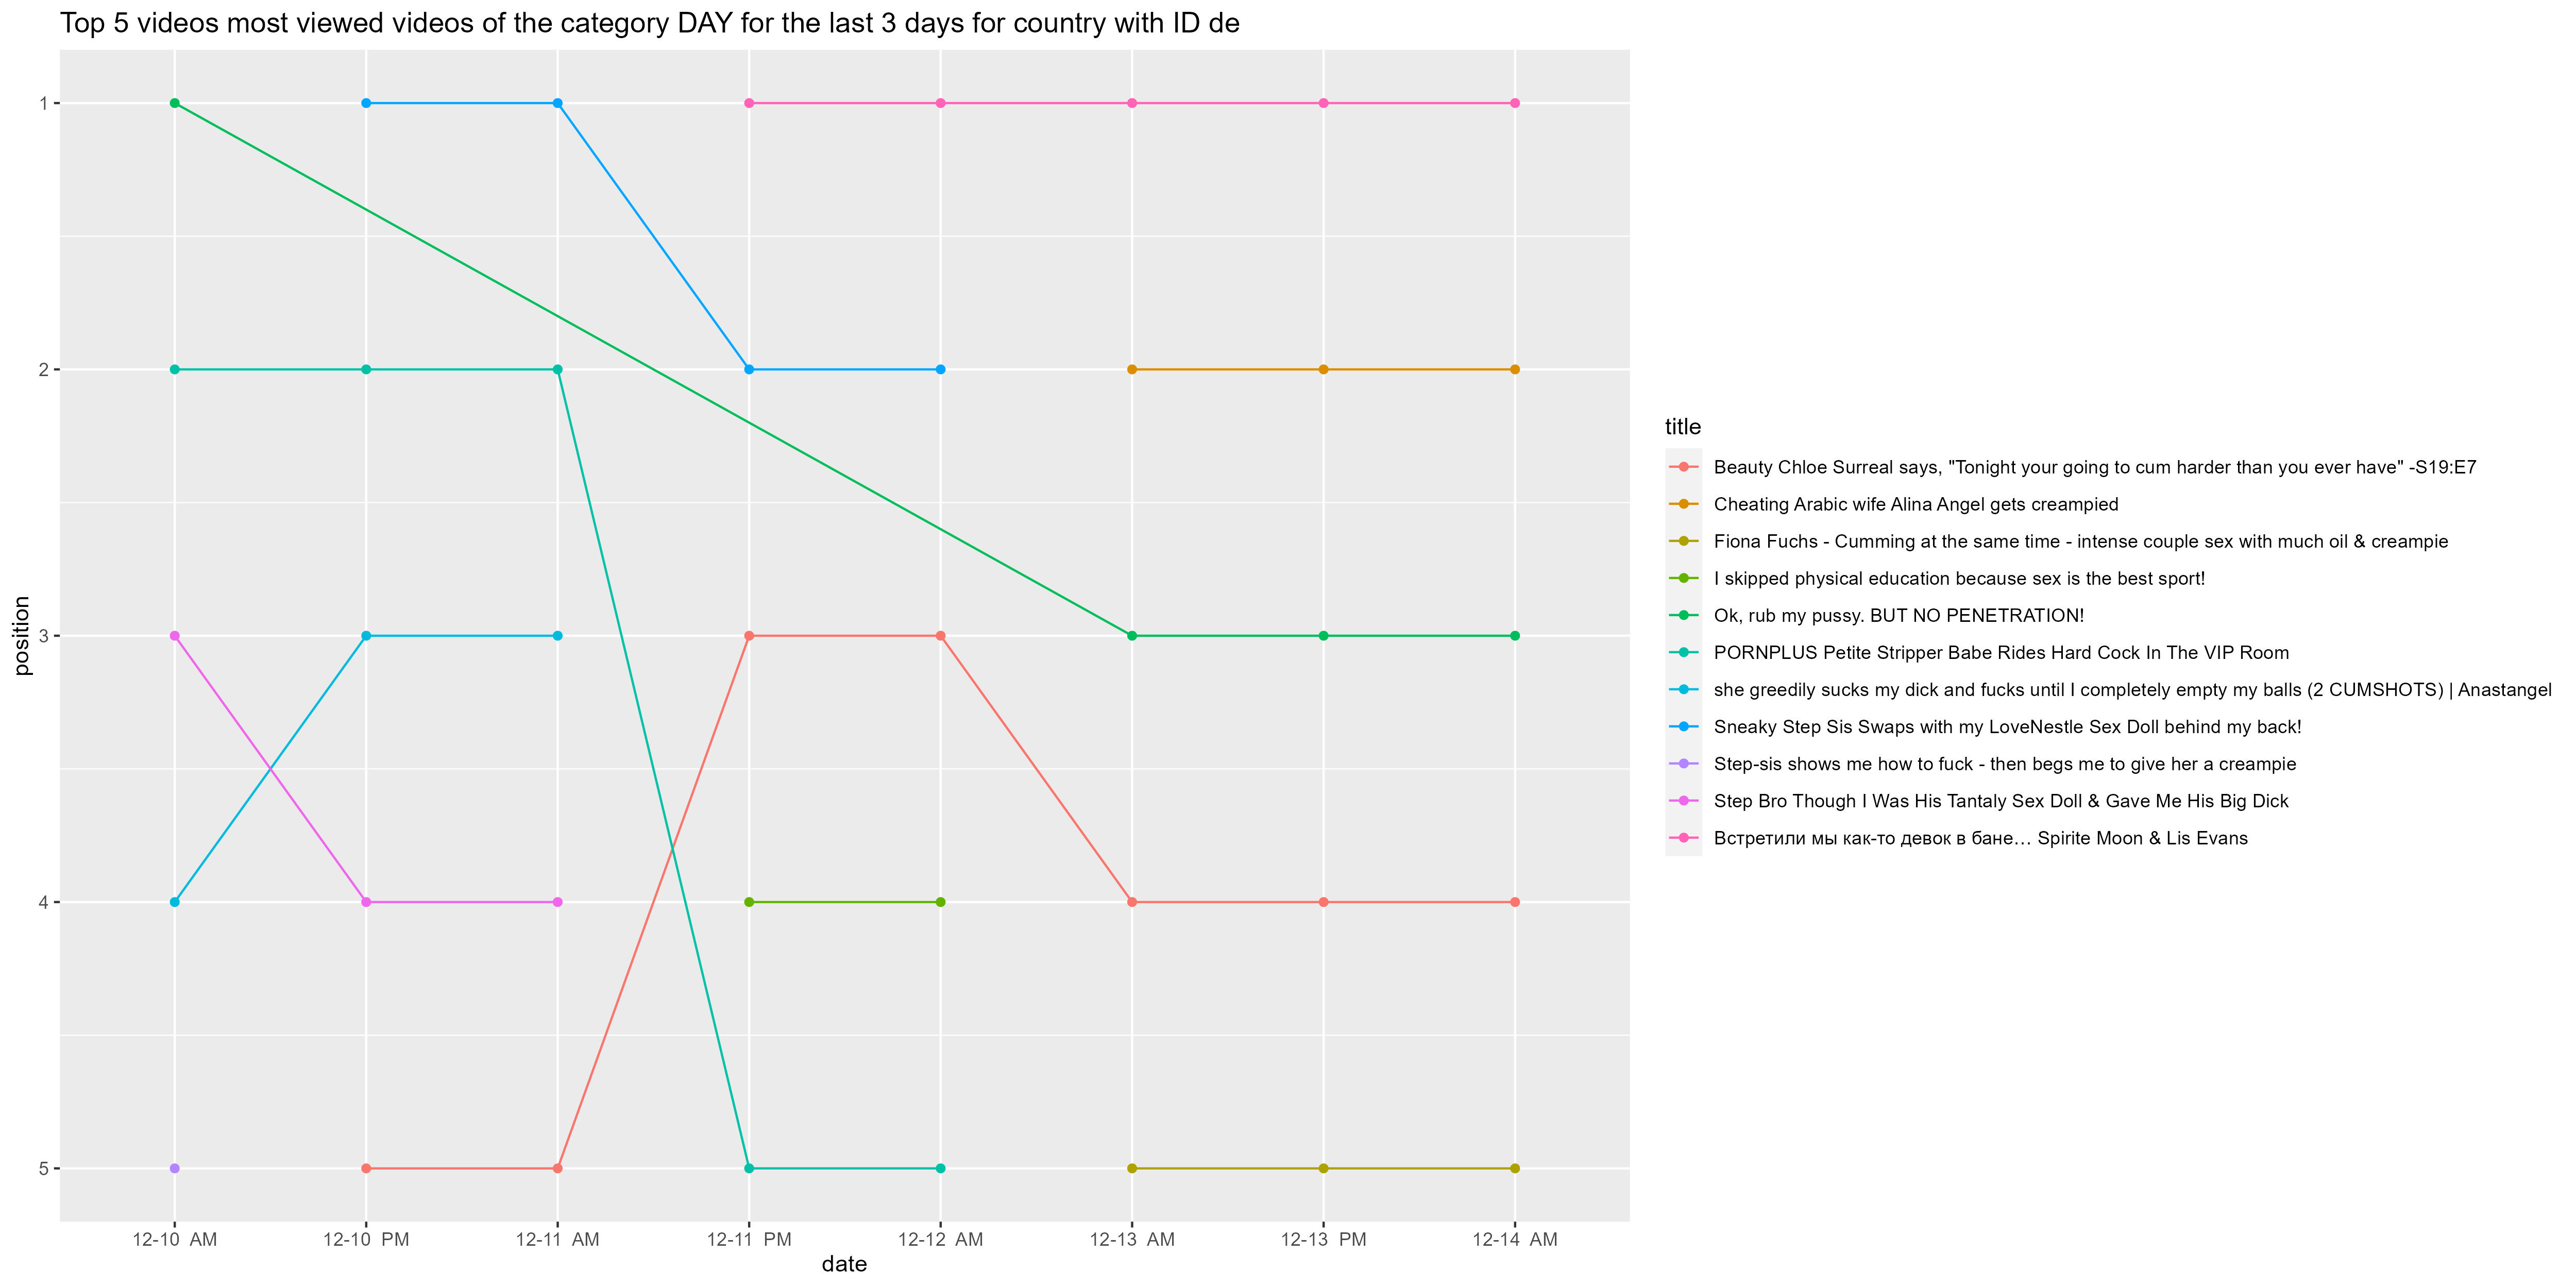 Top 5 videos most viewed videos of the category DAY for the last 3 days for country with ID de
1
2
3
4
5
position
12-10 AM
12-10 PM
12-11 AM
12-11 PM
12-12 AM
12-13 AM
12-13 PM
12-14 AM
date
title
Beauty Chloe Surreal says, "Tonight your going to cum harder than you ever have" -S19:E7
Cheating Arabic wife Alina Angel gets creampied
Fiona Fuchs - Cumming at the same time - intense couple sex with much oil & creampie
I skipped physical education because sex is the best sport!
Ok, rub my pussy. BUT NO PENETRATION!
PORNPLUS Petite Stripper Babe Rides Hard Cock In The VIP Room
she greedily sucks my dick and fucks until I completely empty my balls (2 CUMSHOTS) | Anastangel
Sneaky Step Sis Swaps with my LoveNestle Sex Doll behind my back!
Step-sis shows me how to fuck - then begs me to give her a creampie
Step Bro Though I Was His Tantaly Sex Doll & Gave Me His Big Dick
Встретили мы как-то девок в бане… Spirite Moon & Lis Evans